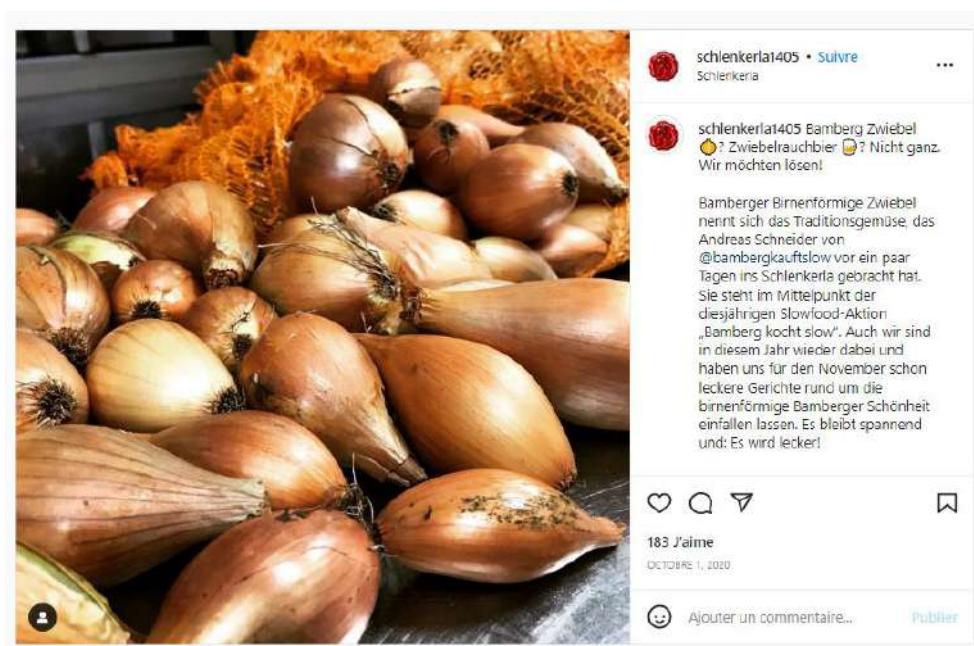 schlenkerla1405 • Suivre
Schlenkerla
schlenkerla1405 Bamberg Zwiebel
? Zwiebelrauchbier 🍺? Nicht ganz.
Wir möchten lösen!
Bamberger Birnenförmige Zwiebel
nennt sich das Traditionsgemüse, das
Andreas Schneider von
@bambergkauftslow vor ein paar
Tagen ins Schlenkerla gebracht hat.
Sie steht im Mittelpunkt der
diesjährigen Slowfood-Aktion
„Bamberg kocht slow“. Auch wir sind
in diesem Jahr wieder dabei und
haben uns für den November schon
leckere Gerichte rund um die
birnenförmige Bamberger Schönheit
einfallen lassen. Es bleibt spannend
und: Es wird lecker!
183 J’aime
OCTOBRE 1, 2020
Ajouter un commentaire... Publier